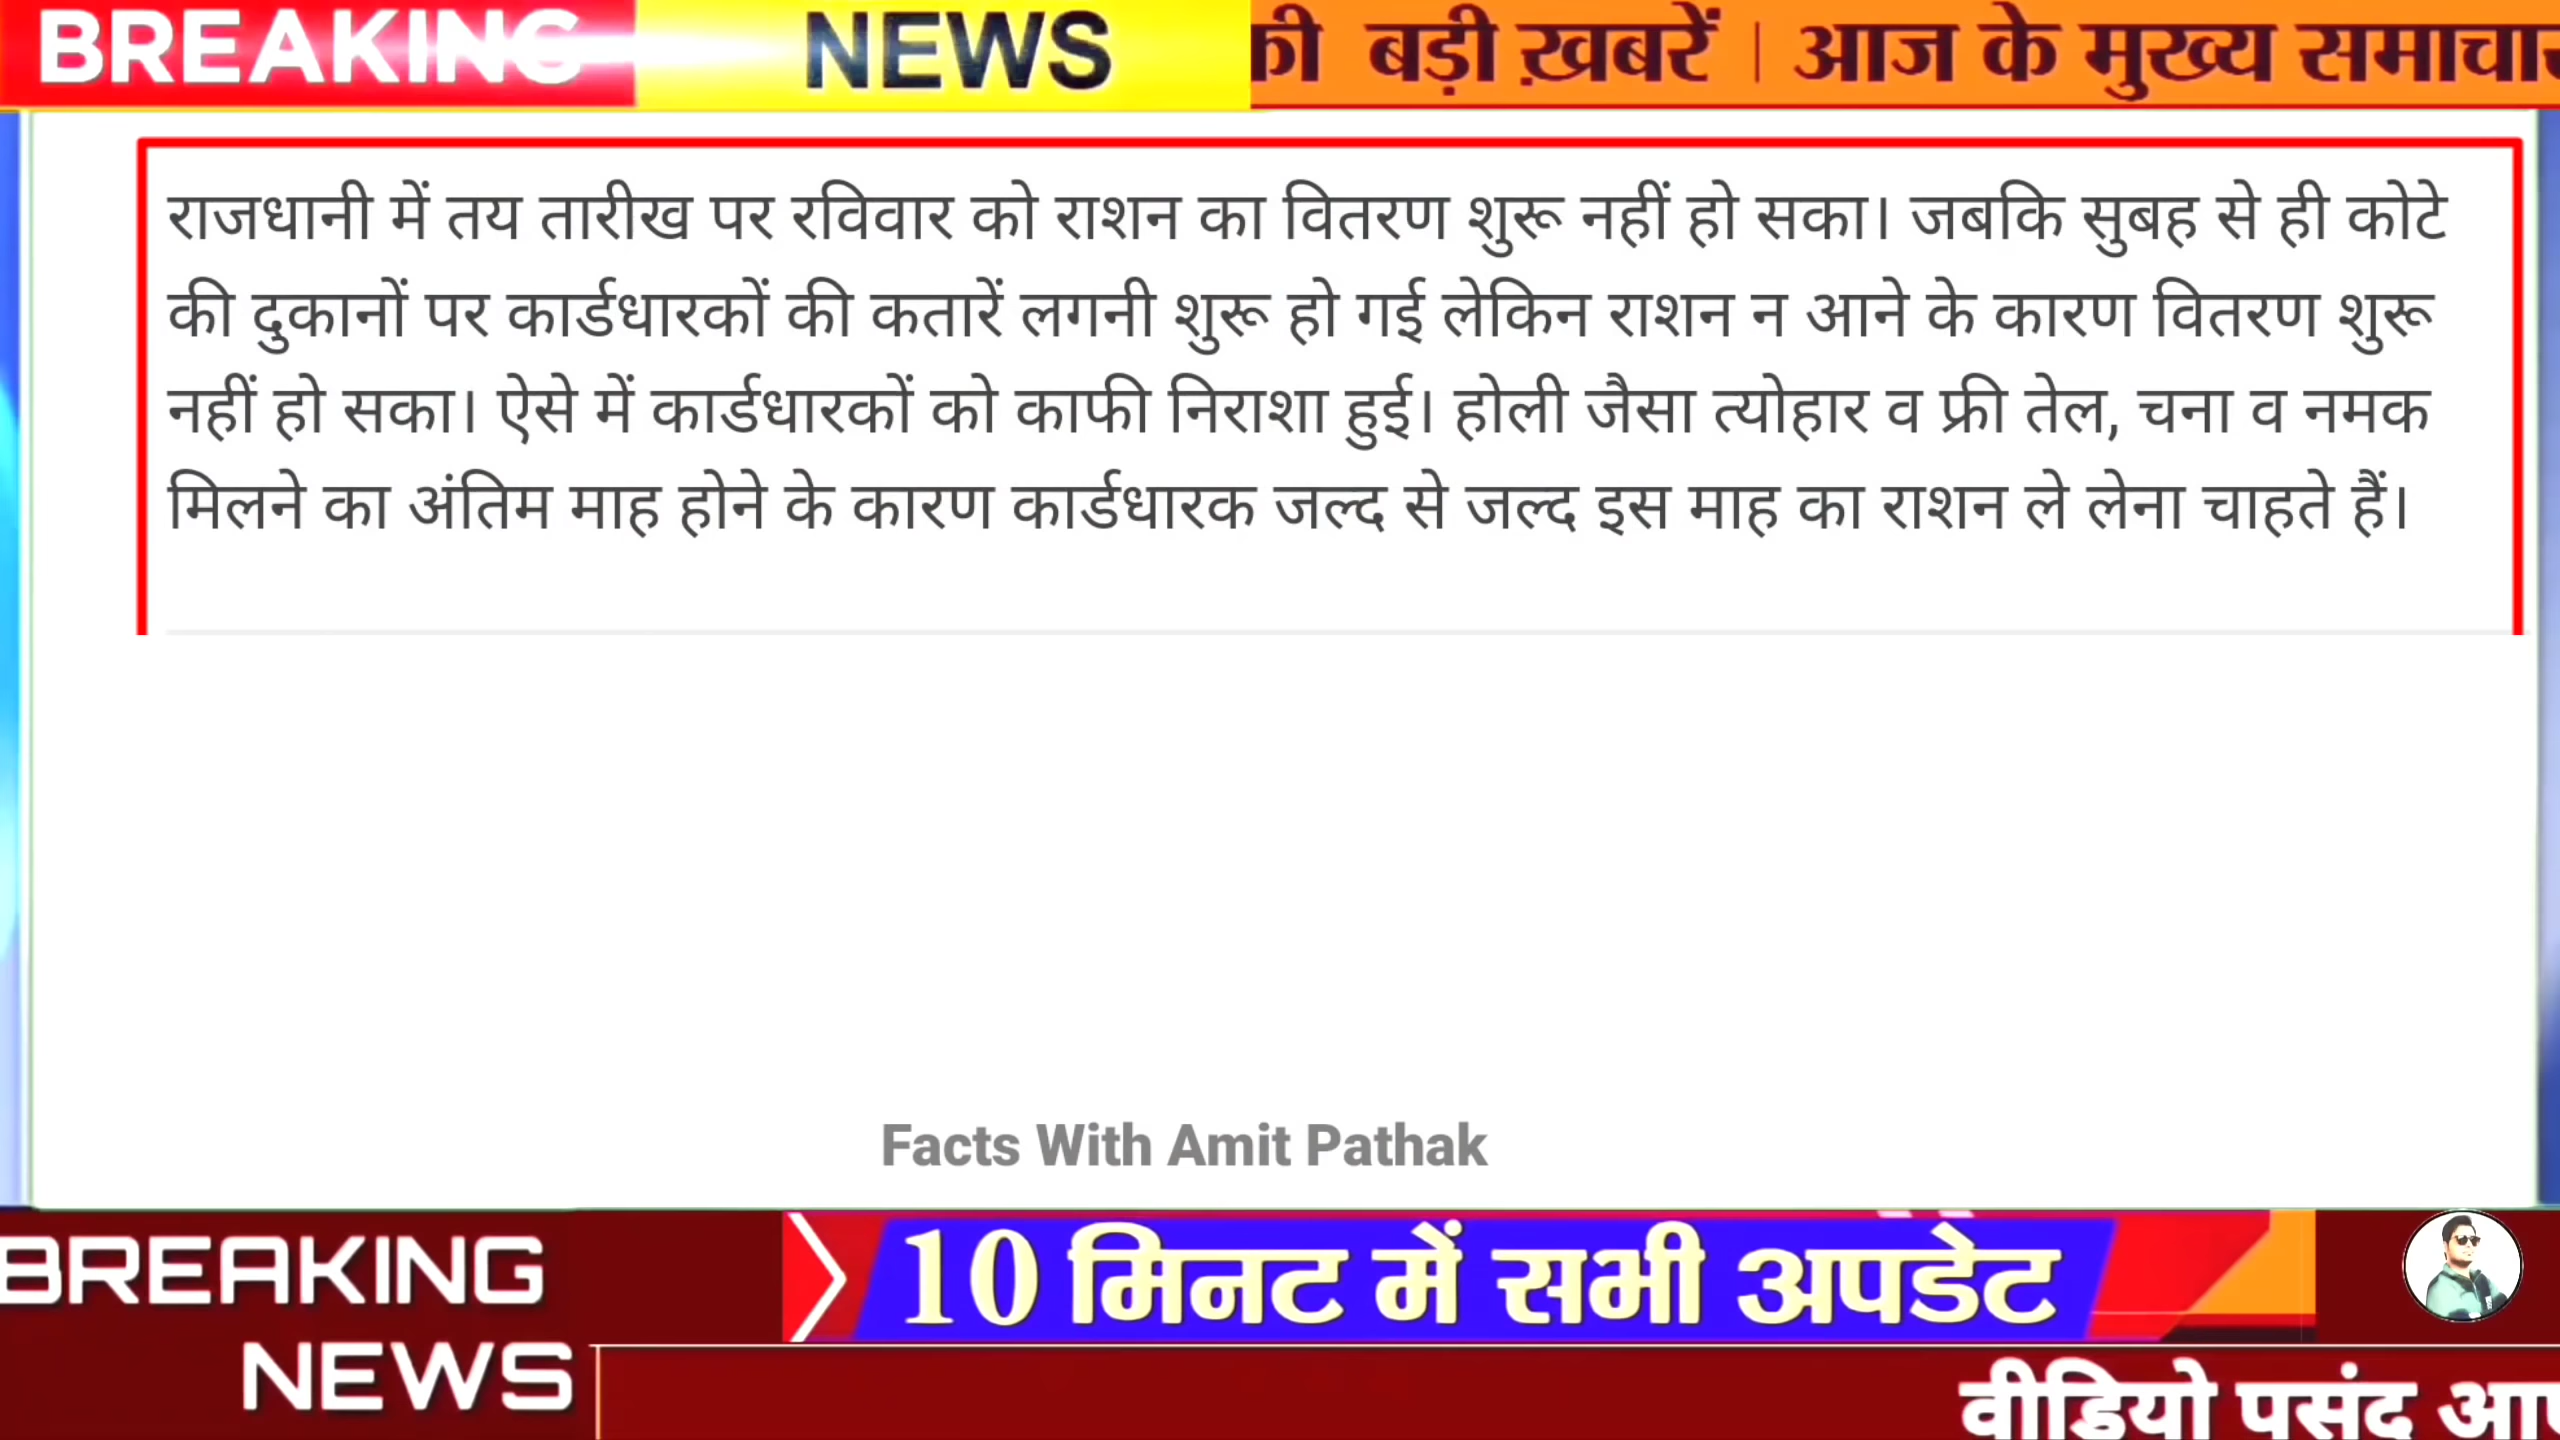 BREAKING NEWS की बड़ी ख़बरें | आज के मुख्य समाचार
राजधानी में तय तारीख पर रविवार को राशन का वितरण शुरू नहीं हो सका। जबकि सुबह से ही कोटे
की दुकानों पर कार्डधारकों की कतारें लगनी शुरू हो गई लेकिन राशन न आने के कारण वितरण शुरू
नहीं हो सका। ऐसे में कार्डधारकों को काफी निराशा हुई। होली जैसा त्योहार व फ्री तेल, चना व नमक
मिलने का अंतिम माह होने के कारण कार्डधारक जल्द से जल्द इस माह का राशन ले लेना चाहते हैं।
Facts With Amit Pathak
BREAKING
NEWS
10 मिनट में सभी अपडेट
वीडियो पसंद